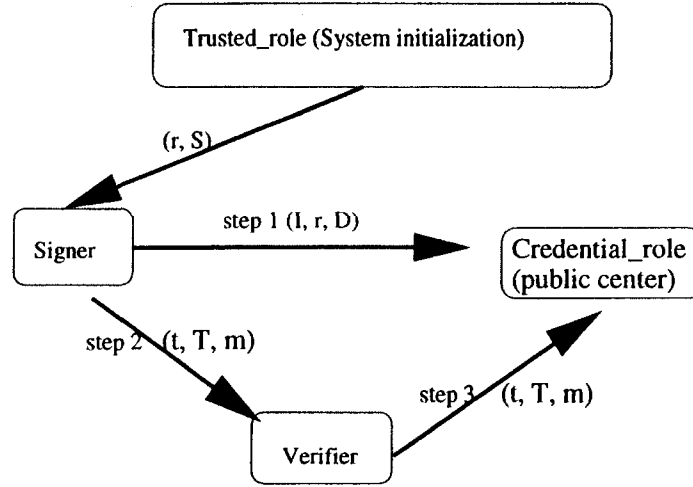 Trusted_role (System initialization)
(r, S)
step 1 (I, r, D)
Signer
Credential_role
(public center)
step 2 (t, T, m)
step 3 (t, T, m)
Verifier